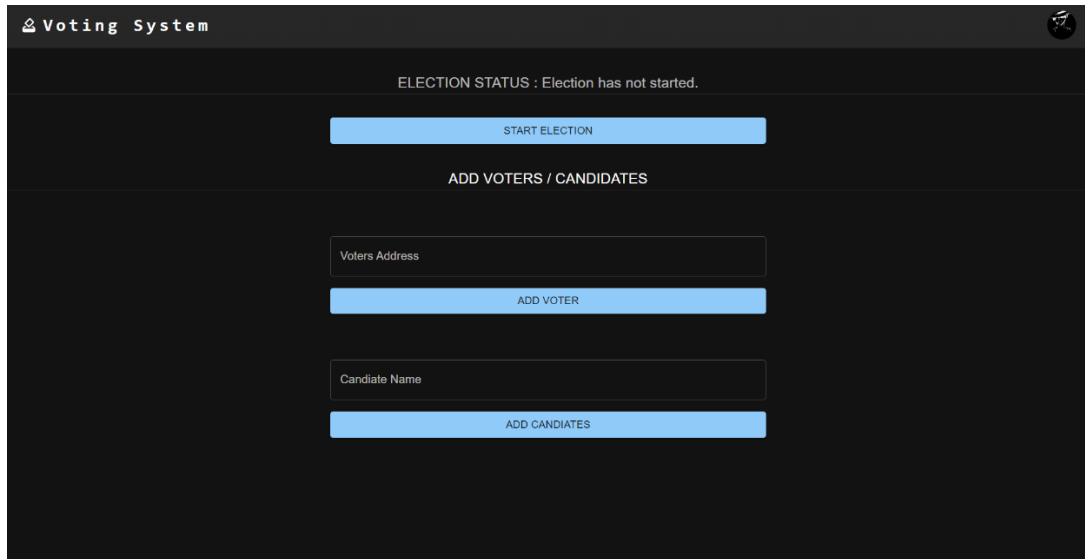 Voting System
ELECTION STATUS : Election has not started.
START ELECTION
ADD VOTERS / CANDIDATES
Voters Address
ADD VOTER
Candiate Name
ADD CANDIATES